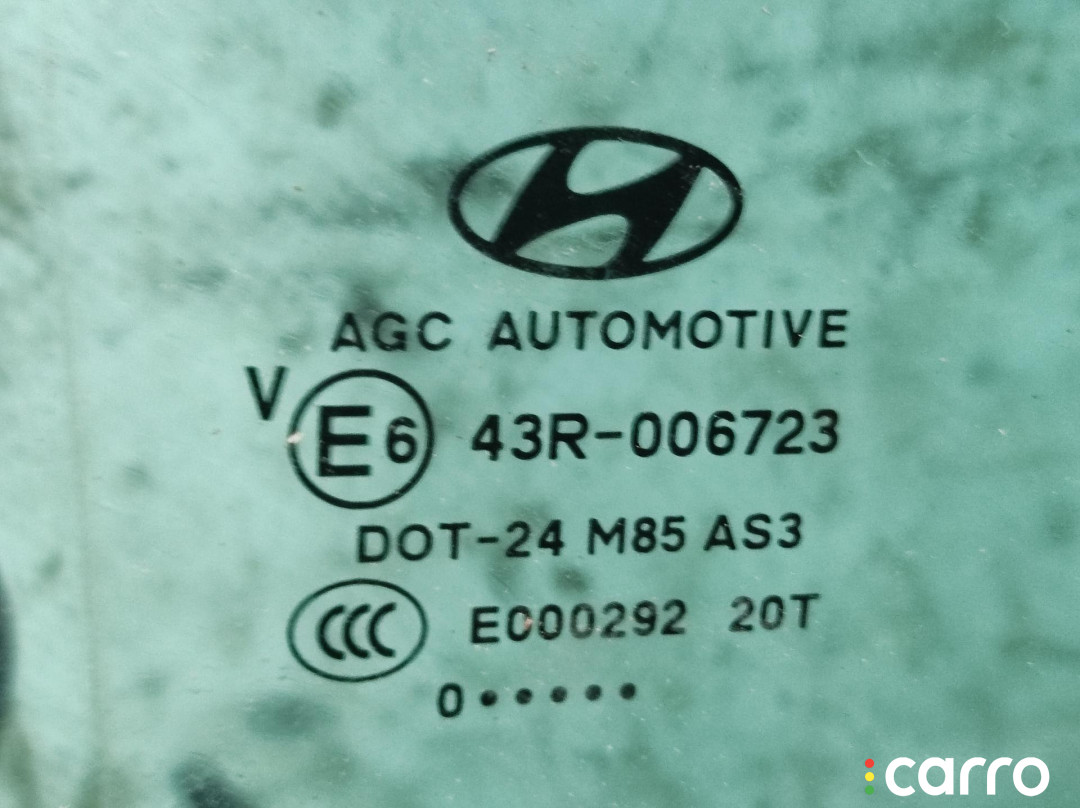 AGC AUTOMOTIVE
V E6 43R-006723
DOT-24 M85 AS3
CCC E000292 20T
0•••••
carro